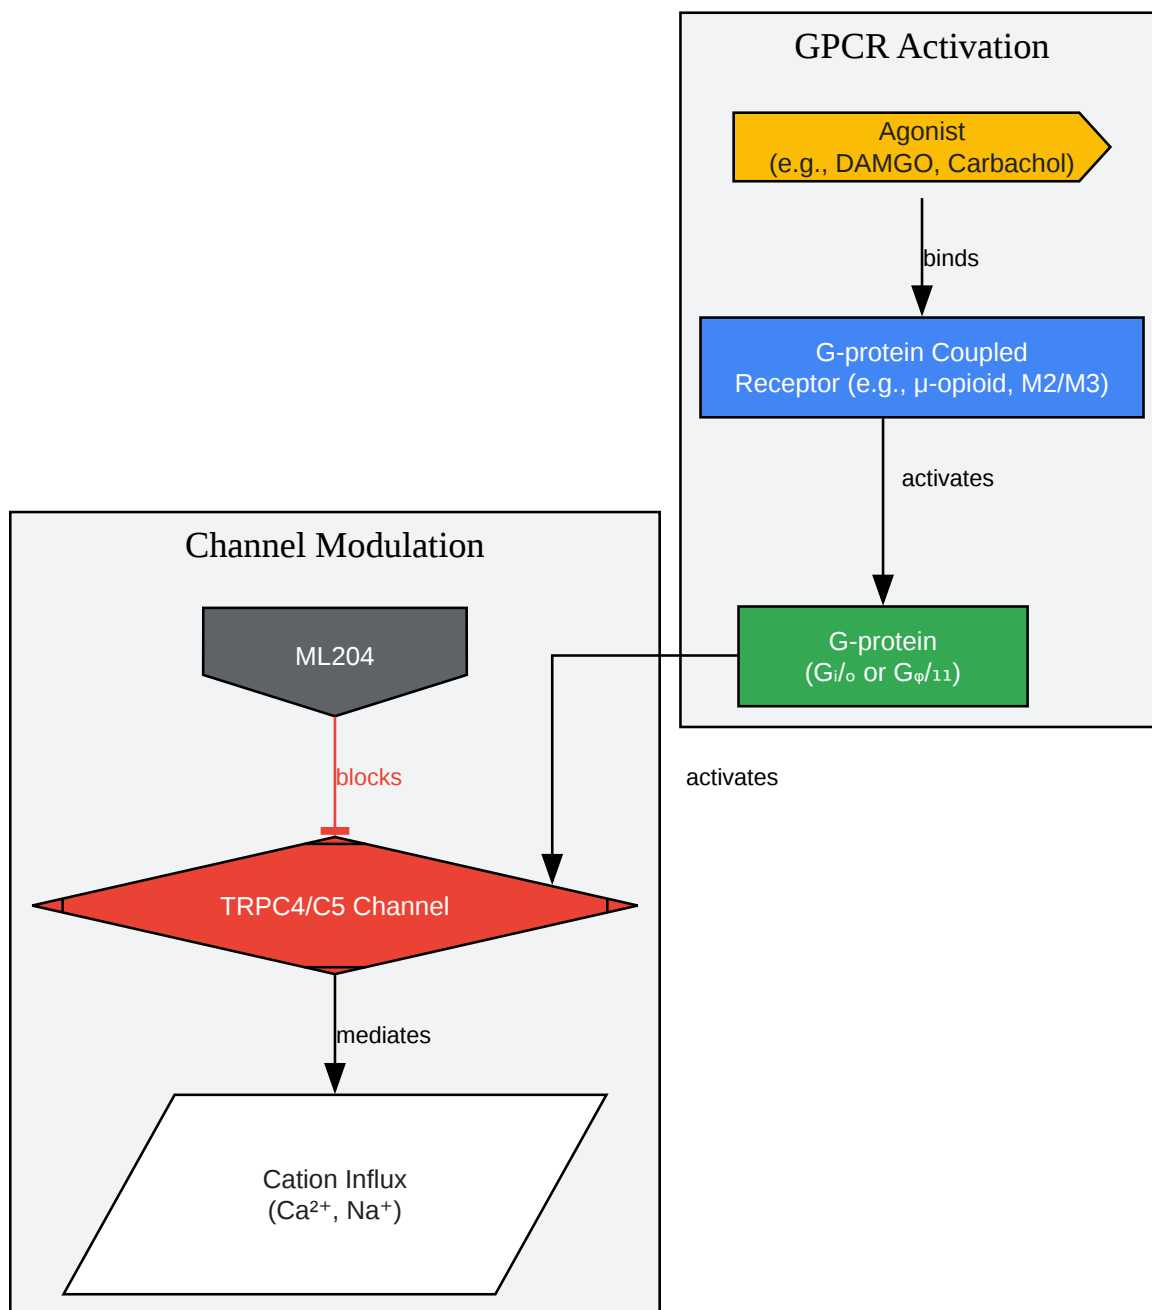 GPCR Activation
Agonist
(e.g., DAMGO, Carbachol)
binds
G-protein Coupled
Receptor (e.g., μ-opioid, M2/M3)
activates
G-protein
(Gᵢ/ₒ or Gᵩ/₁₁)
activates
Channel Modulation
ML204
blocks
TRPC4/C5 Channel
mediates
Cation Influx
(Ca²⁺, Na⁺)